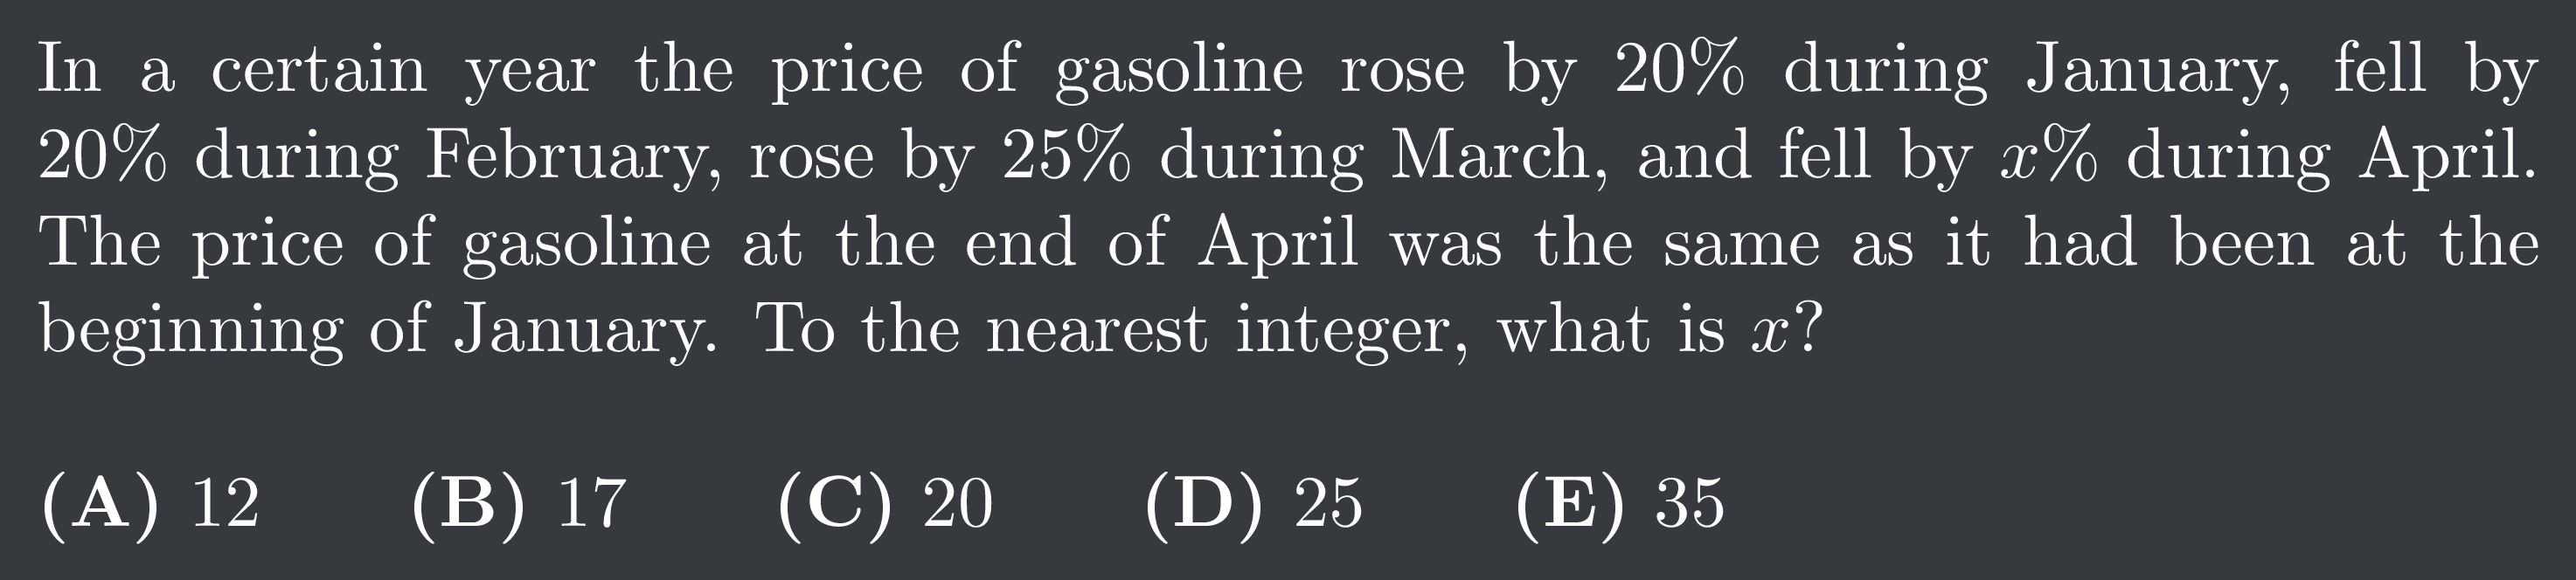 In a certain year the price of gasoline rose by 20% during January, fell by
20% during February, rose by 25% during March, and fell by x% during April.
The price of gasoline at the end of April was the same as it had been at the
beginning of January. To the nearest integer, what is x?
(A) 12 (B) 17 (C) 20 (D) 25 (E) 35